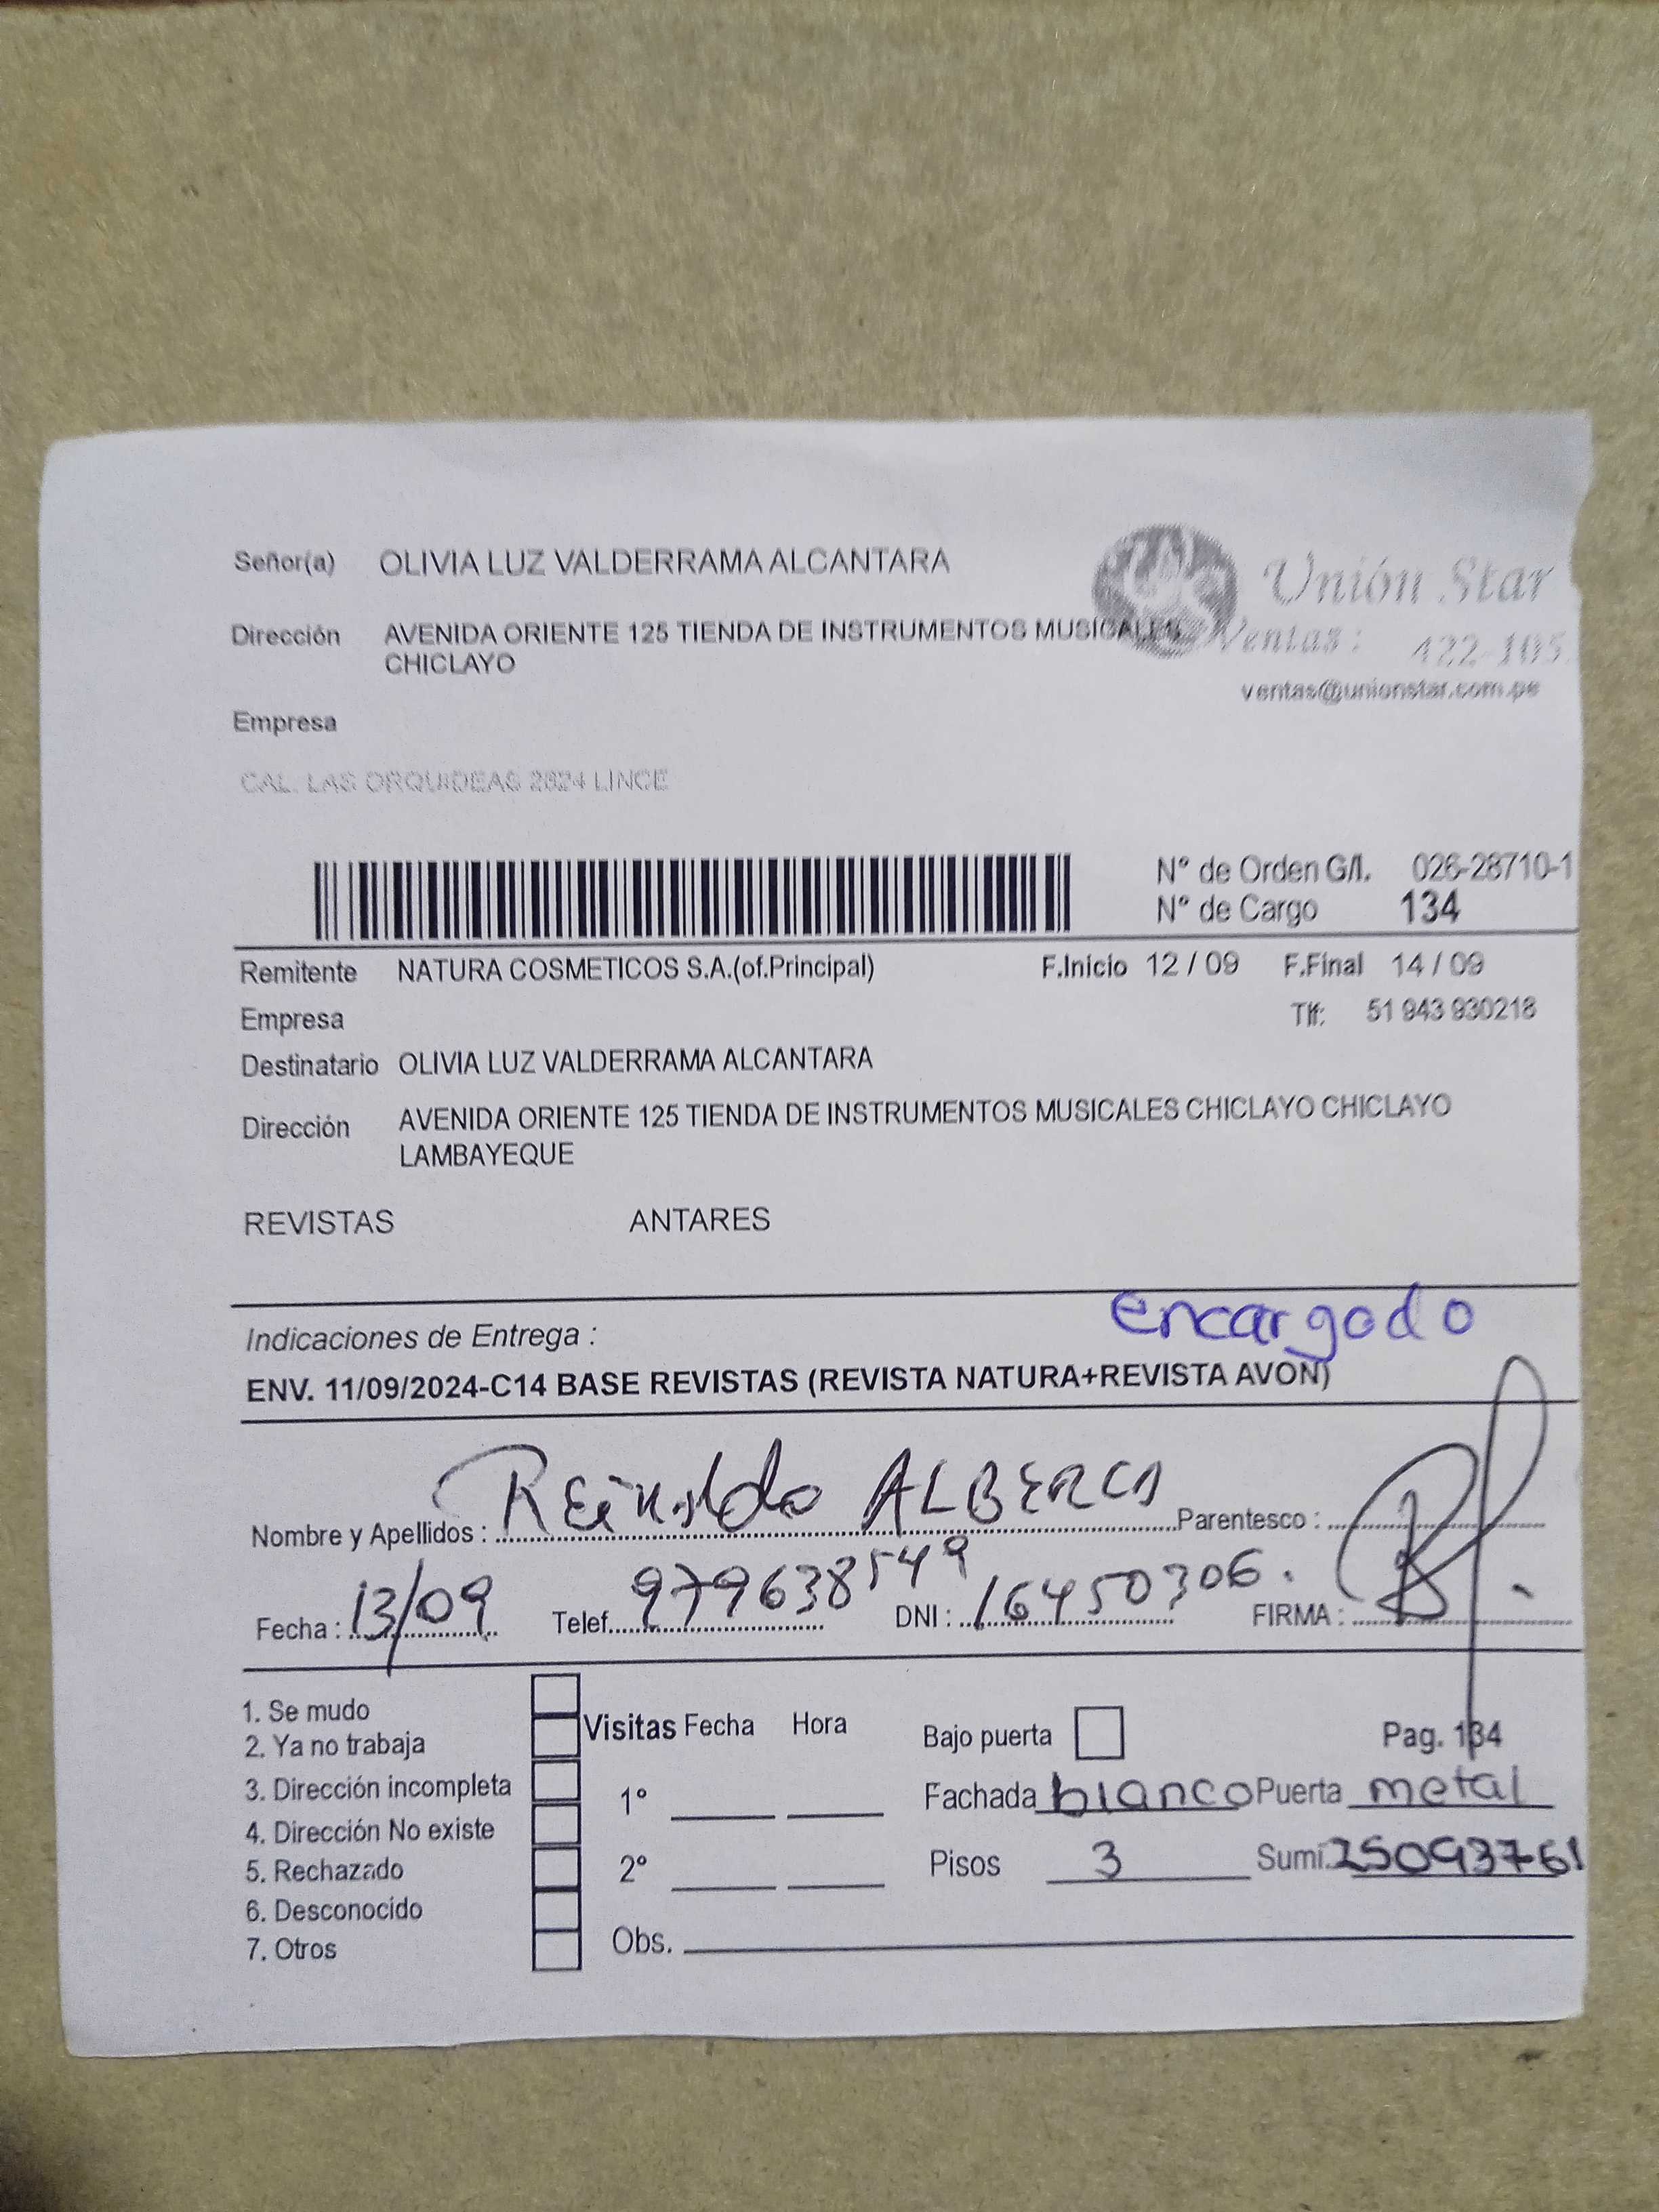 Señor(a) OLIVIA LUZ VALDERRAMA ALCANTARA
Unión Star
Dirección AVENIDA ORIENTE 125 TIENDA DE INSTRUMENTOS MUSICALES
CHICLAYO
Ventas: 422-105
ventas@unionstar.com.pe
Empresa
CAL. LAS ORQUIDEAS 2824 LINCE
N° de Orden G/I. 026-28710-1
N° de Cargo 134
Remitente NATURA COSMETICOS S.A.(of.Principal) F.Inicio 12 / 09 F.Final 14 / 09
Empresa Tlf: 51 943 930218
Destinatario OLIVIA LUZ VALDERRAMA ALCANTARA
Dirección AVENIDA ORIENTE 125 TIENDA DE INSTRUMENTOS MUSICALES CHICLAYO CHICLAYO
LAMBAYEQUE
REVISTAS ANTARES
encargado
Indicaciones de Entrega :
ENV. 11/09/2024-C14 BASE REVISTAS (REVISTA NATURA+REVISTA AVON)
Nombre y Apellidos : Reinaldo ALBERCA Parentesco :
Fecha : 13/09 Telef. 979638549 DNI : 16450306. FIRMA :
1. Se mudo
2. Ya no trabaja
3. Dirección incompleta
4. Dirección No existe
5. Rechazado
6. Desconocido
7. Otros
Visitas Fecha Hora
1°
2°
Obs.
Bajo puerta Pag. 134
Fachada blanco Puerta metal
Pisos 3 Sumi. 25093761